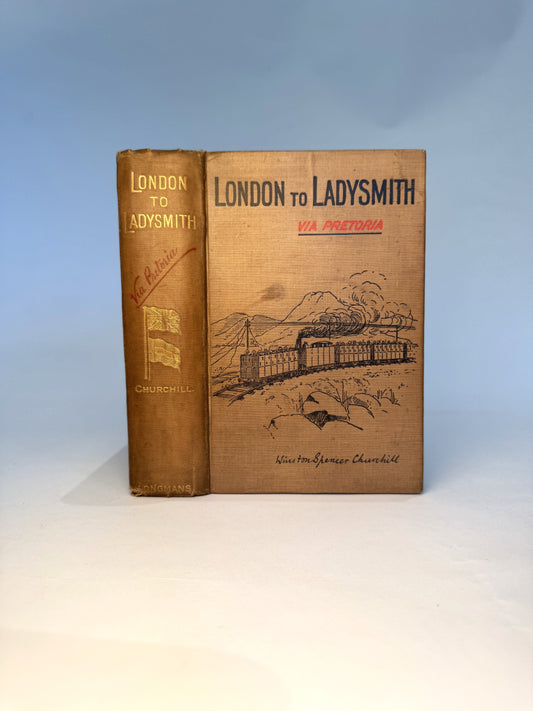 LONDON
TO
LADYSMITH
Via Pretoria
CHURCHILL
LONGMANS
LONDON TO LADYSMITH
VIA PRETORIA
Winston Spencer Churchill